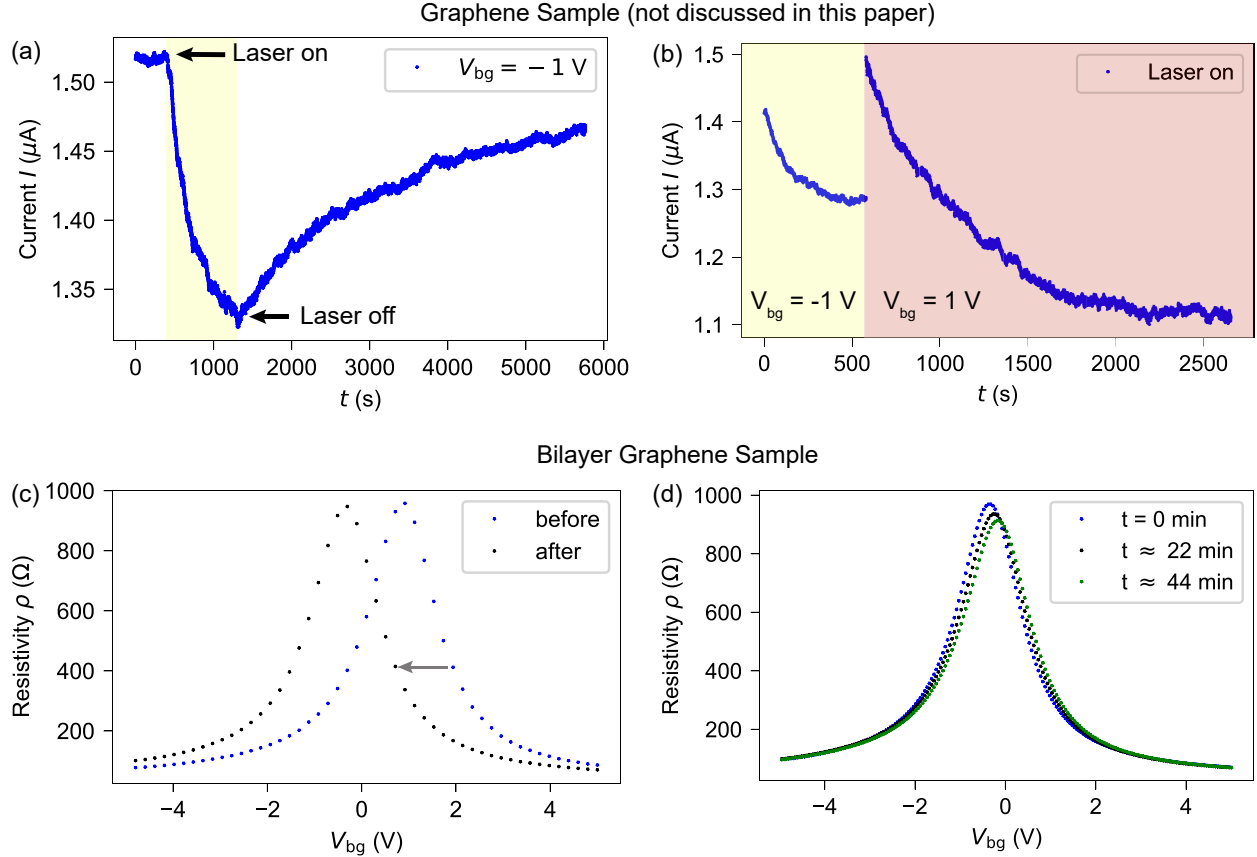 Graphene Sample (not discussed in this paper)
(a)
Laser on
V_bg = − 1 V
Laser off
1.50
1.45
1.40
1.35
Current I (μA)
0 1000 2000 3000 4000 5000 6000
t (s)
(b)
Laser on
V_bg = -1 V
V_bg = 1 V
1.5
1.4
1.3
1.2
1.1
Current I (μA)
0 500 1000 1500 2000 2500
t (s)
Bilayer Graphene Sample
(c)
before
after
1000
800
600
400
200
Resistivity ρ (Ω)
−4 −2 0 2 4
V_bg (V)
(d)
t = 0 min
t ≈ 22 min
t ≈ 44 min
1000
800
600
400
200
Resistivity ρ (Ω)
−4 −2 0 2 4
V_bg (V)